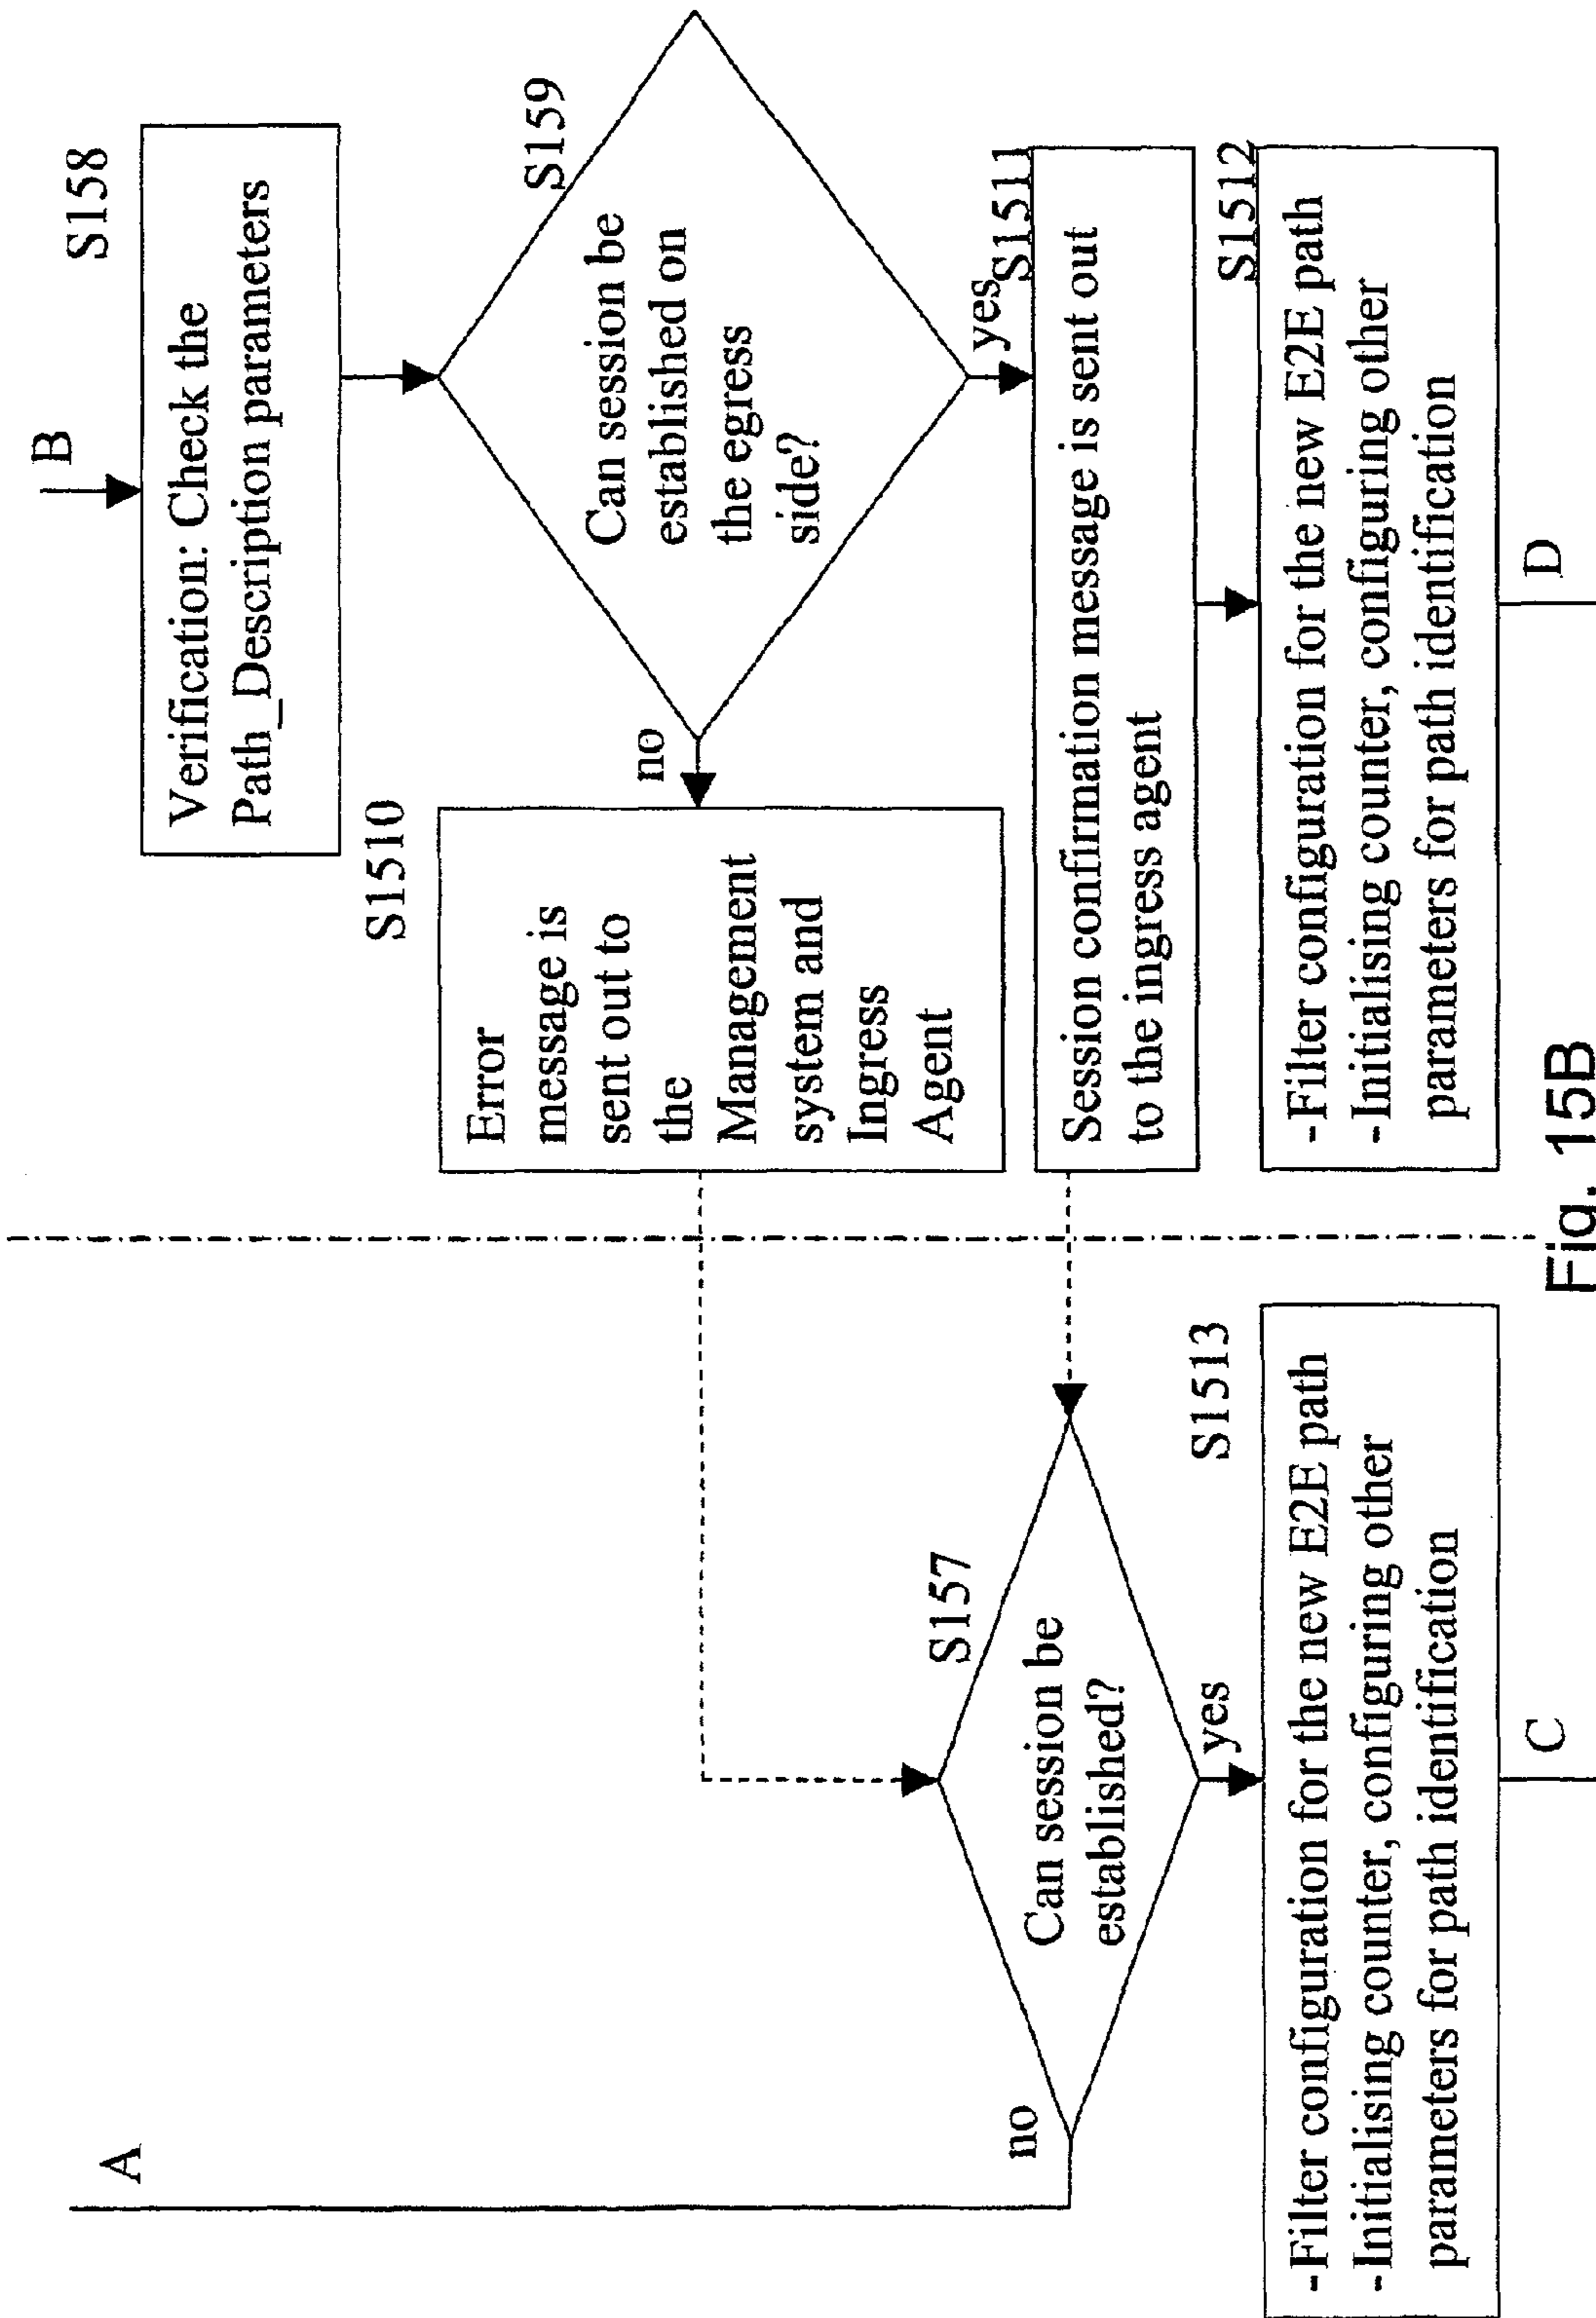 A
B
S158
Verification: Check the
Path_Description parameters
S159
Can session be
established on
the egress
side?
no
yes
S1510
Error
message is
sent out to
the
Management
system and
Ingress
Agent
S1511
Session confirmation message is sent out
to the ingress agent
S157
Can session be
established?
no
yes
S1513
-Filter configuration for the new E2E path
-Initialising counter, configuring other
parameters for path identification
S1512
-Filter configuration for the new E2E path
-Initialising counter, configuring other
parameters for path identification
C
D
Fig. 15B